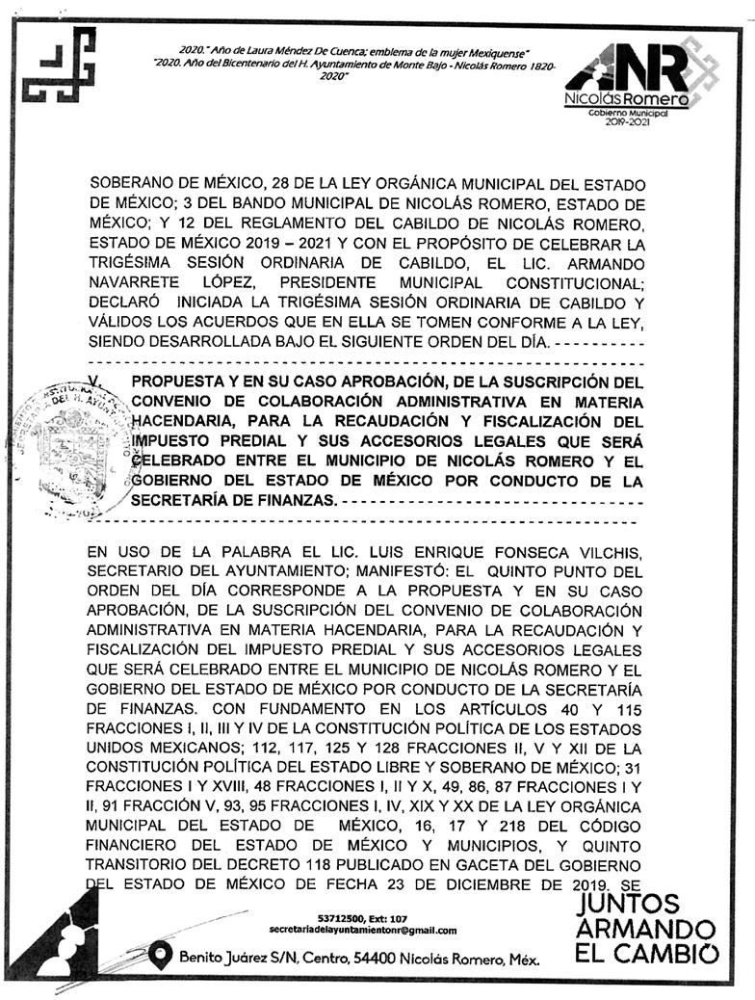 2020. "Año de Laura Méndez De Cuenca; emblema de la mujer Mexiquense"
"2020. Año del Bicentenario del H. Ayuntamiento de Monte Bajo - Nicolás Romero 1820-
2020"
ANR
Nicolás Romero
Gobierno Municipal
2019-2021
SOBERANO DE MÉXICO, 28 DE LA LEY ORGÁNICA MUNICIPAL DEL ESTADO
DE MÉXICO; 3 DEL BANDO MUNICIPAL DE NICOLÁS ROMERO, ESTADO DE
MÉXICO; Y 12 DEL REGLAMENTO DEL CABILDO DE NICOLÁS ROMERO,
ESTADO DE MÉXICO 2019 – 2021 Y CON EL PROPÓSITO DE CELEBRAR LA
TRIGÉSIMA SESIÓN ORDINARIA DE CABILDO, EL LIC. ARMANDO
NAVARRETE LÓPEZ, PRESIDENTE MUNICIPAL CONSTITUCIONAL;
DECLARÓ INICIADA LA TRIGÉSIMA SESIÓN ORDINARIA DE CABILDO Y
VÁLIDOS LOS ACUERDOS QUE EN ELLA SE TOMEN CONFORME A LA LEY,
SIENDO DESARROLLADA BAJO EL SIGUIENTE ORDEN DEL DÍA. - - - - - - - - - -
V. PROPUESTA Y EN SU CASO APROBACIÓN, DE LA SUSCRIPCIÓN DEL
CONVENIO DE COLABORACIÓN ADMINISTRATIVA EN MATERIA
HACENDARIA, PARA LA RECAUDACIÓN Y FISCALIZACIÓN DEL
IMPUESTO PREDIAL Y SUS ACCESORIOS LEGALES QUE SERÁ
CELEBRADO ENTRE EL MUNICIPIO DE NICOLÁS ROMERO Y EL
GOBIERNO DEL ESTADO DE MÉXICO POR CONDUCTO DE LA
SECRETARÍA DE FINANZAS. - - - - - - - - - - - - - - - - - - - - - - - - - - - - - - - - -
EN USO DE LA PALABRA EL LIC. LUIS ENRIQUE FONSECA VILCHIS,
SECRETARIO DEL AYUNTAMIENTO; MANIFESTÓ: EL QUINTO PUNTO DEL
ORDEN DEL DÍA CORRESPONDE A LA PROPUESTA Y EN SU CASO
APROBACIÓN, DE LA SUSCRIPCIÓN DEL CONVENIO DE COLABORACIÓN
ADMINISTRATIVA EN MATERIA HACENDARIA, PARA LA RECAUDACIÓN Y
FISCALIZACIÓN DEL IMPUESTO PREDIAL Y SUS ACCESORIOS LEGALES
QUE SERÁ CELEBRADO ENTRE EL MUNICIPIO DE NICOLÁS ROMERO Y EL
GOBIERNO DEL ESTADO DE MÉXICO POR CONDUCTO DE LA SECRETARÍA
DE FINANZAS. CON FUNDAMENTO EN LOS ARTÍCULOS 40 Y 115
FRACCIONES I, II, III Y IV DE LA CONSTITUCIÓN POLÍTICA DE LOS ESTADOS
UNIDOS MEXICANOS; 112, 117, 125 Y 128 FRACCIONES II, V Y XII DE LA
CONSTITUCIÓN POLÍTICA DEL ESTADO LIBRE Y SOBERANO DE MÉXICO; 31
FRACCIONES I Y XVIII, 48 FRACCIONES I, II Y X, 49, 86, 87 FRACCIONES I Y
II, 91 FRACCIÓN V, 93, 95 FRACCIONES I, IV, XIX Y XX DE LA LEY ORGÁNICA
MUNICIPAL DEL ESTADO DE MÉXICO, 16, 17 Y 218 DEL CÓDIGO
FINANCIERO DEL ESTADO DE MÉXICO Y MUNICIPIOS, Y QUINTO
TRANSITORIO DEL DECRETO 118 PUBLICADO EN GACETA DEL GOBIERNO
DEL ESTADO DE MÉXICO DE FECHA 23 DE DICIEMBRE DE 2019. SE
53712500, Ext: 107
secretariadelayuntamientonr@gmail.com
Benito Juárez S/N, Centro, 54400 Nicolás Romero, Méx.
JUNTOS
ARMANDO
EL CAMBIO